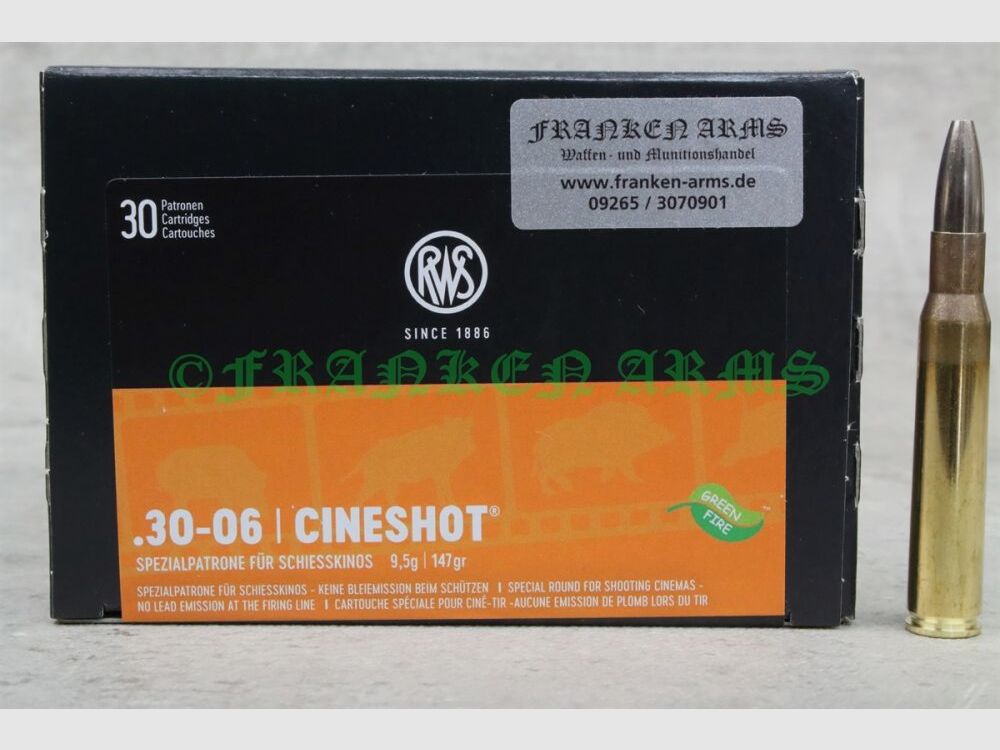 FRANKEN ARMS
Waffen- und Munitionshandel
www.franken-arms.de
09265 / 3070901
30 Patronen
Cartridges
Cartouches
RWS
SINCE 1886
©FRANKEN ARMS
.30-06 | CINESHOT®
SPEZIALPATRONE FÜR SCHIESSKINOS 9,5g | 147gr
GREEN
FIRE
™
SPEZIALPATRONE FÜR SCHIESSKINOS - KEINE BLEIEMISSION BEIM SCHÜTZEN | SPECIAL ROUND FOR SHOOTING CINEMAS -
NO LEAD EMISSION AT THE FIRING LINE | CARTOUCHE SPÉCIALE POUR CINÉ-TIR -AUCUNE EMISSION DE PLOMB LORS DU TIR